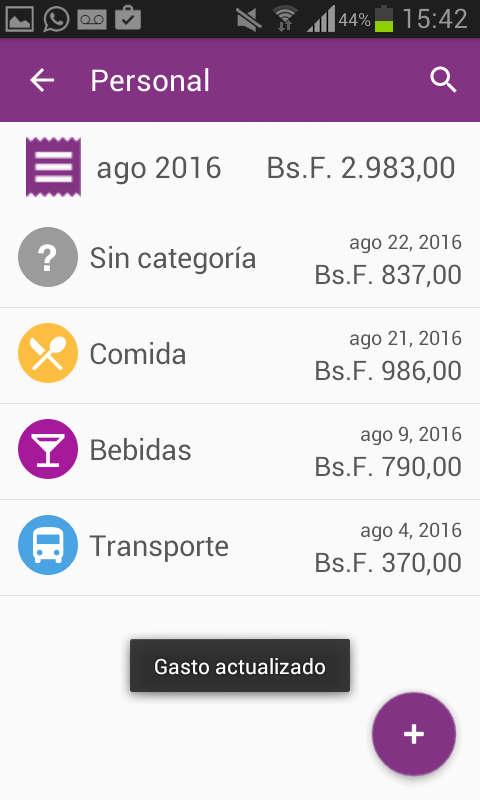 44% 15:42
Personal
ago 2016 Bs.F. 2.983,00
ago 22, 2016
Sin categoría
Bs.F. 837,00
ago 21, 2016
Comida
Bs.F. 986,00
ago 9, 2016
Bebidas
Bs.F. 790,00
ago 4, 2016
Transporte
Bs.F. 370,00
Gasto actualizado